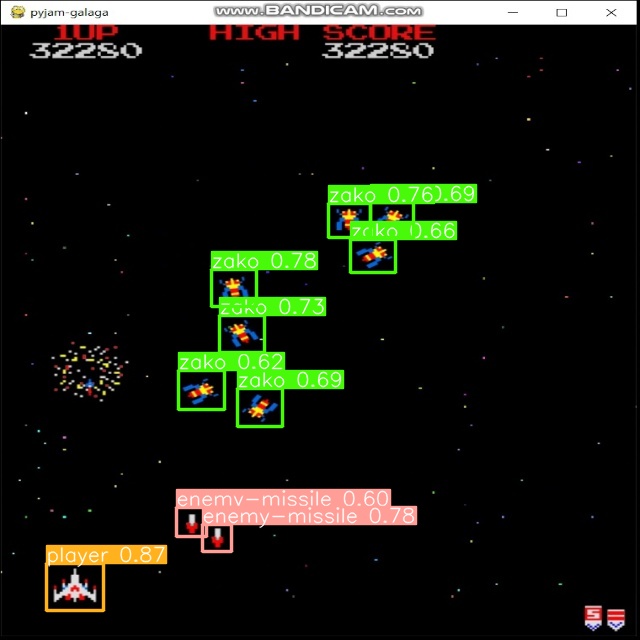 pyjam-galaga
www.BANDICAM.com
1UP HIGH SCORE
32280 32280
zako 0.76 0.69
zako 0.66
zako 0.78
zako 0.73
zako 0.62
zako 0.69
enemy-missile 0.60
enemy-missile 0.78
player 0.87
5